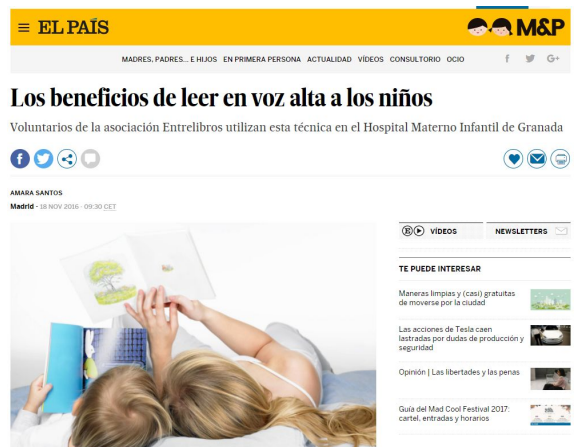 EL PAÍS
M&P
MADRES, PADRES... E HIJOS EN PRIMERA PERSONA ACTUALIDAD VÍDEOS CONSULTORIO OCIO
f G+
Los beneficios de leer en voz alta a los niños
Voluntarios de la asociación Entrelibros utilizan esta técnica en el Hospital Materno Infantil de Granada
f
AMARA SANTOS
Madrid - 18 NOV 2016 - 09:30 CET
VÍDEOS
NEWSLETTERS
TE PUEDE INTERESAR
Maneras limpias y (casi) gratuitas
de moverse por la ciudad
Las acciones de Tesla caen
lastradas por dudas de producción y
seguridad
Opinión | Las libertades y las penas
Guía del Mad Cool Festival 2017:
cartel, entradas y horarios